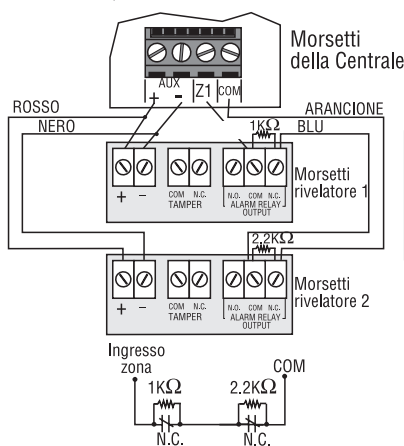 Morsetti
della Centrale
AUX
+ − Z1 COM
ROSSO
ARANCIONE
NERO
1KΩ
BLU
Morsetti
rivelatore 1
+ − COM N.C. N.O. COM N.C.
TAMPER
ALARM RELAY
OUTPUT
2.2KΩ
Morsetti
rivelatore 2
+ − COM N.C. N.O. COM N.C.
TAMPER
ALARM RELAY
OUTPUT
Ingresso
zona
COM
1KΩ
2.2KΩ
N.C.
N.C.